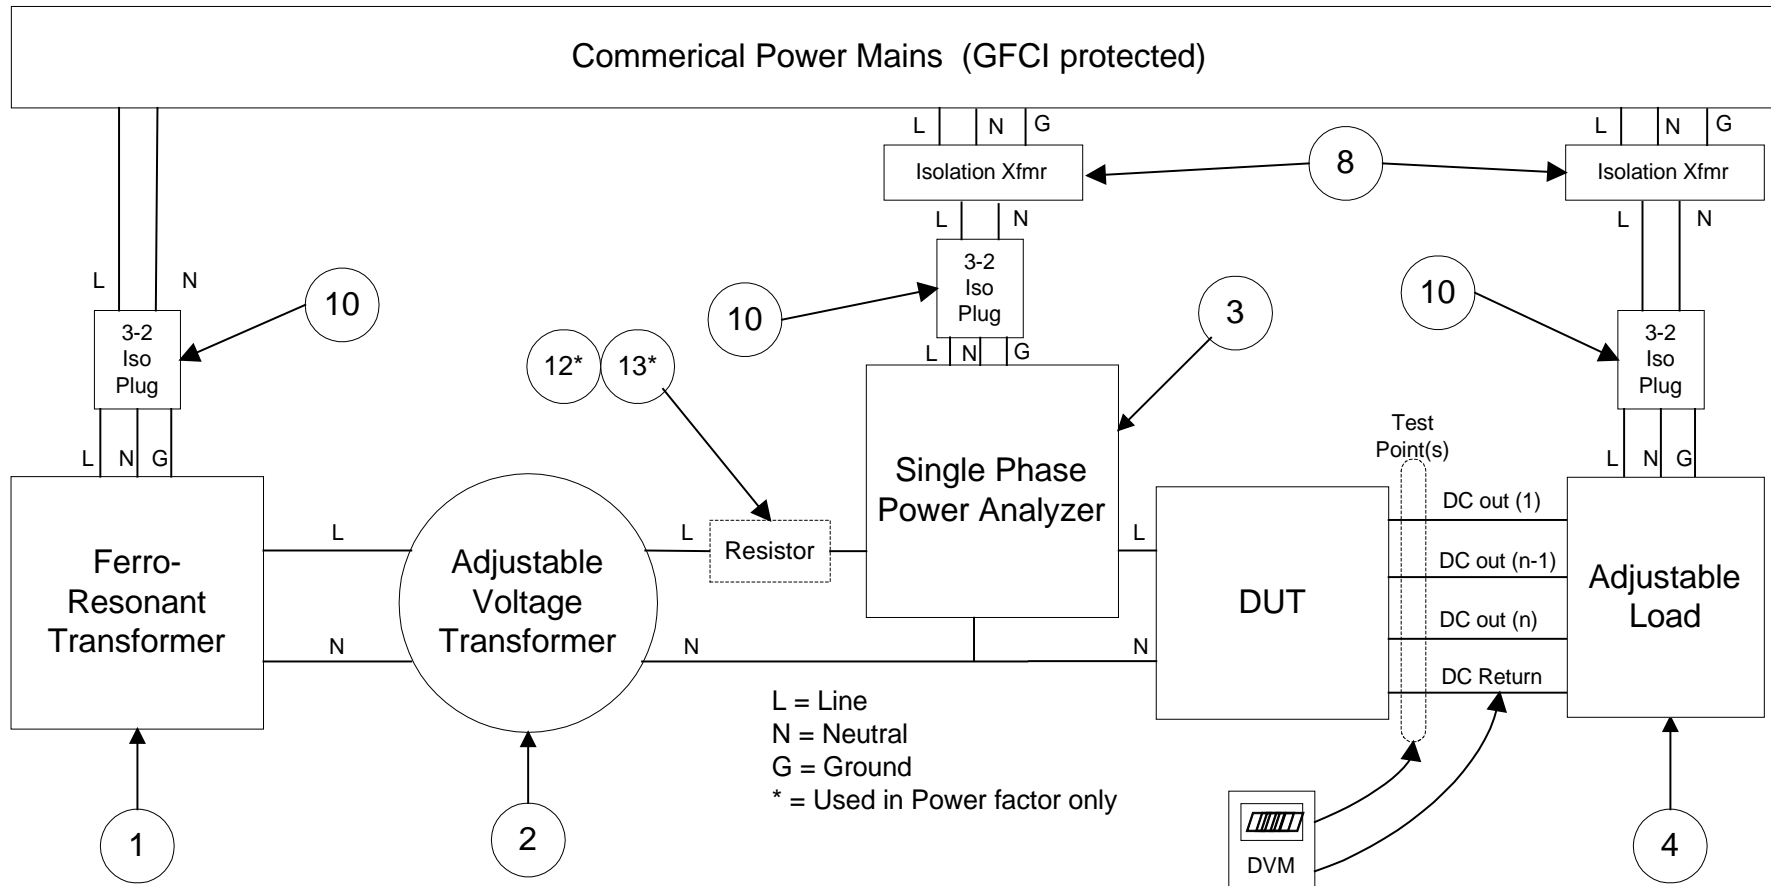 Commerical Power Mains  (GFCI protected)
L N G
L N G
Isolation Xfmr
8
Isolation Xfmr
L N
L N
L N
3-2
Iso
Plug
10
3-2
Iso
Plug
10
3
10
3-2
Iso
Plug
12*
13*
L N G
L N G
L N G
Test
Point(s)
Ferro-
Resonant
Transformer
L
N
Adjustable
Voltage
Transformer
L
N
Resistor
Single Phase
Power Analyzer
L
N
DUT
DC out (1)
DC out (n-1)
DC out (n)
DC Return
Adjustable
Load
L = Line
N = Neutral
G = Ground
* = Used in Power factor only
1
2
DVM
4